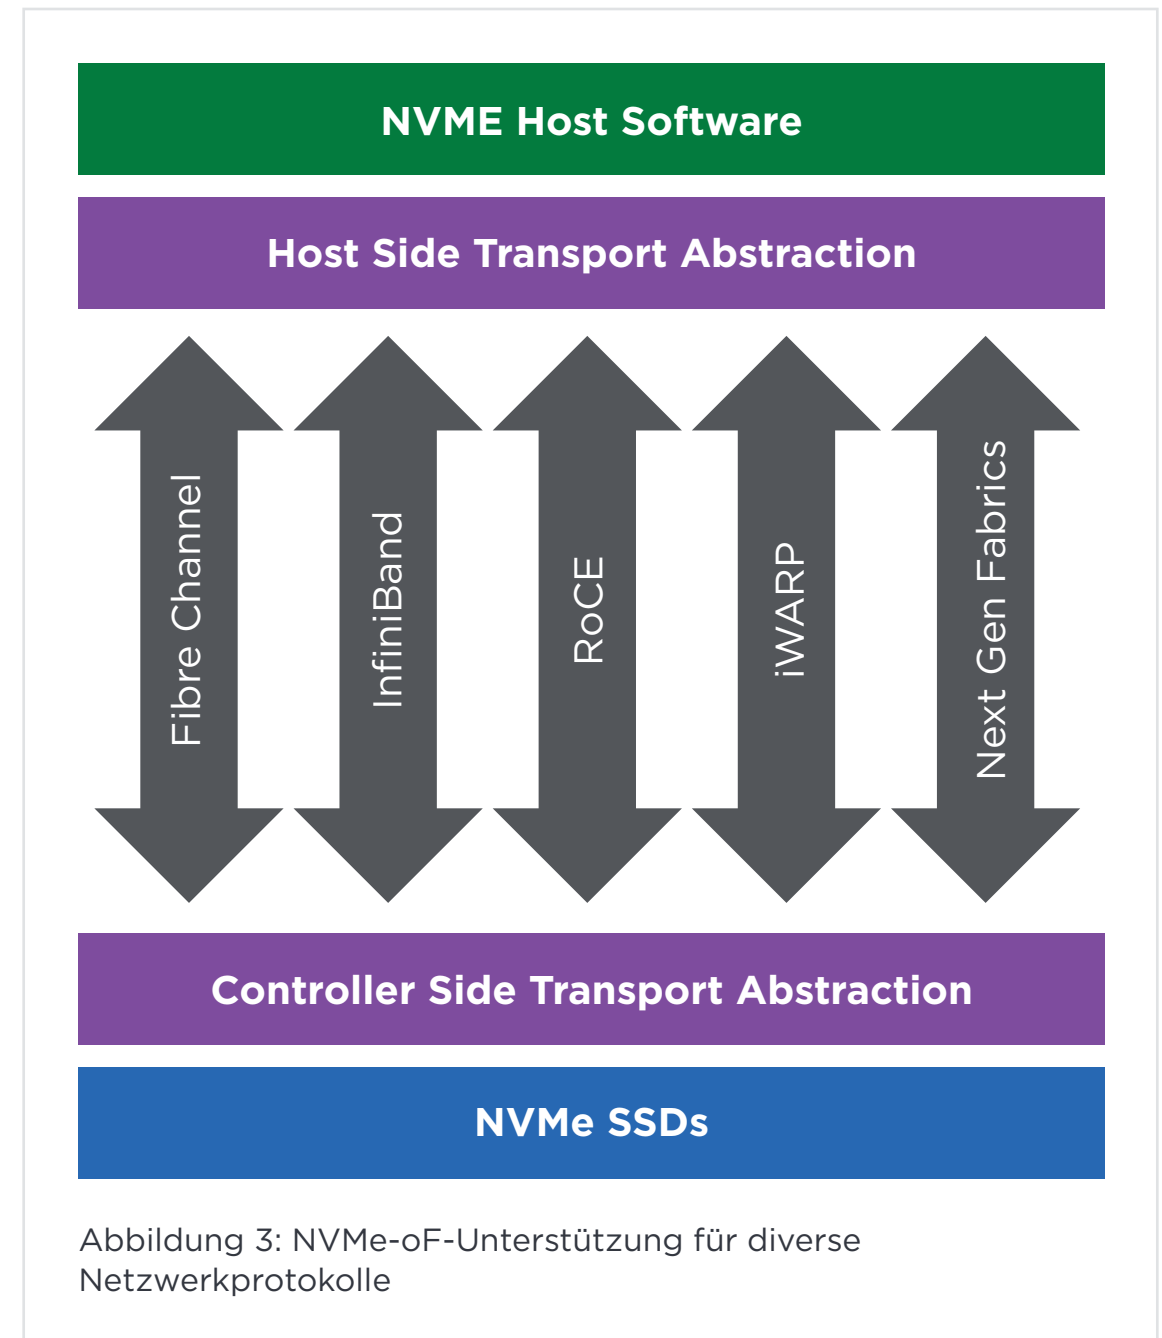 NVME Host Software
Host Side Transport Abstraction
Fibre Channel
InfiniBand
RoCE
iWARP
Next Gen Fabrics
Controller Side Transport Abstraction
NVMe SSDs
Abbildung 3: NVMe-oF-Unterstützung für diverse
Netzwerkprotokolle